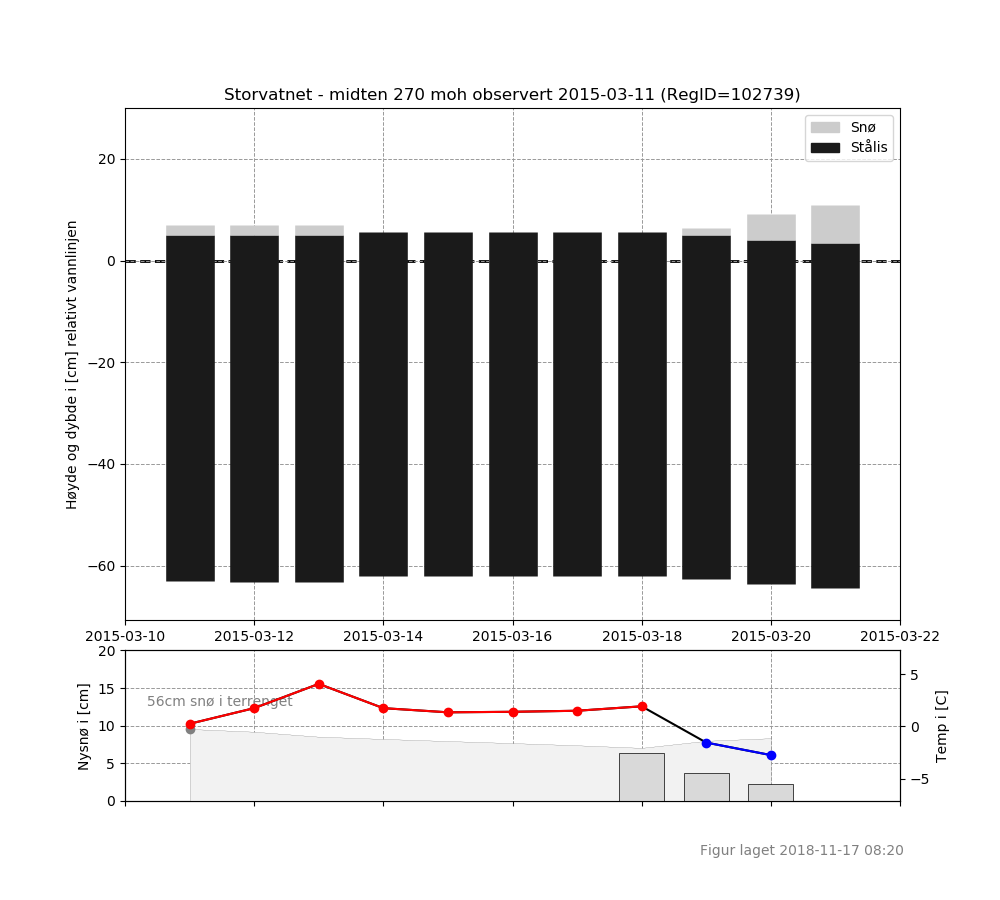 Storvatnet - midten 270 moh observert 2015-03-11 (RegID=102739)
Snø
Stålis
Høyde og dybde i [cm] relativt vannlinjen
20
0
−20
−40
−60
2015-03-10
2015-03-12
2015-03-14
2015-03-16
2015-03-18
2015-03-20
2015-03-22
Nysnø i [cm]
20
15
10
5
0
56cm snø i terrenget
5
0
−5
Temp i [C]
Figur laget 2018-11-17 08:20